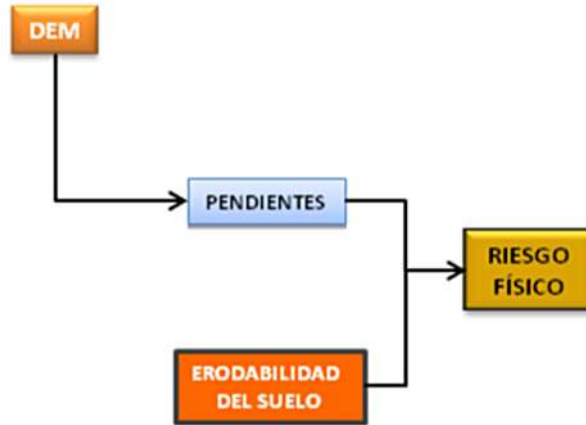 DEM
PENDIENTES
RIESGO
FÍSICO
ERODABILIDAD
DEL SUELO